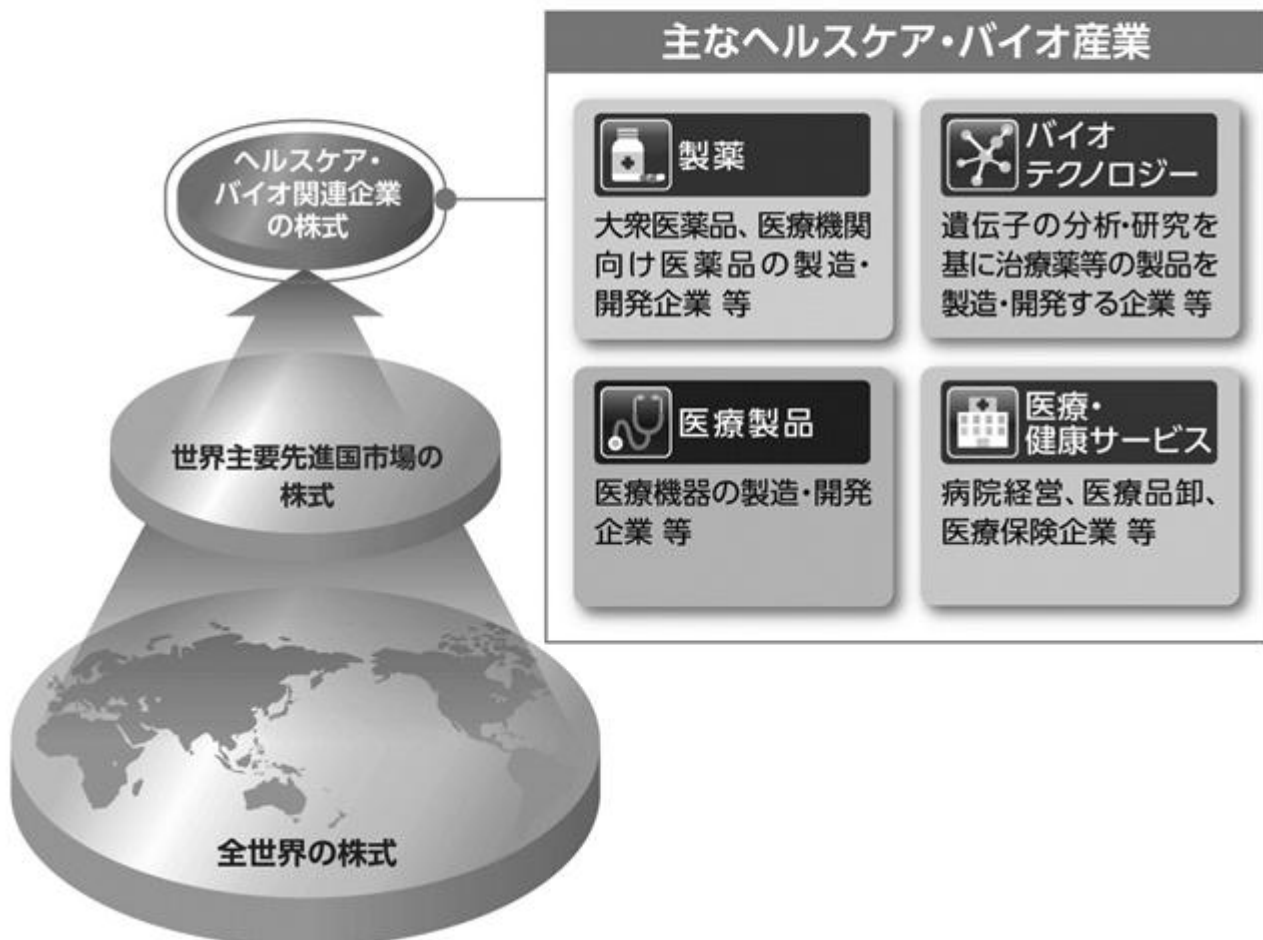 主なヘルスケア・バイオ産業
ヘルスケア・
バイオ関連企業
の株式
製薬
大衆医薬品、医療機関
向け医薬品の製造・
開発企業 等
バイオ
テクノロジー
遺伝子の分析・研究を
基に治療薬等の製品を
製造・開発する企業 等
医療製品
医療機器の製造・開発
企業 等
医療・
健康サービス
病院経営、医療品卸、
医療保険企業 等
世界主要先進国市場の
株式
全世界の株式